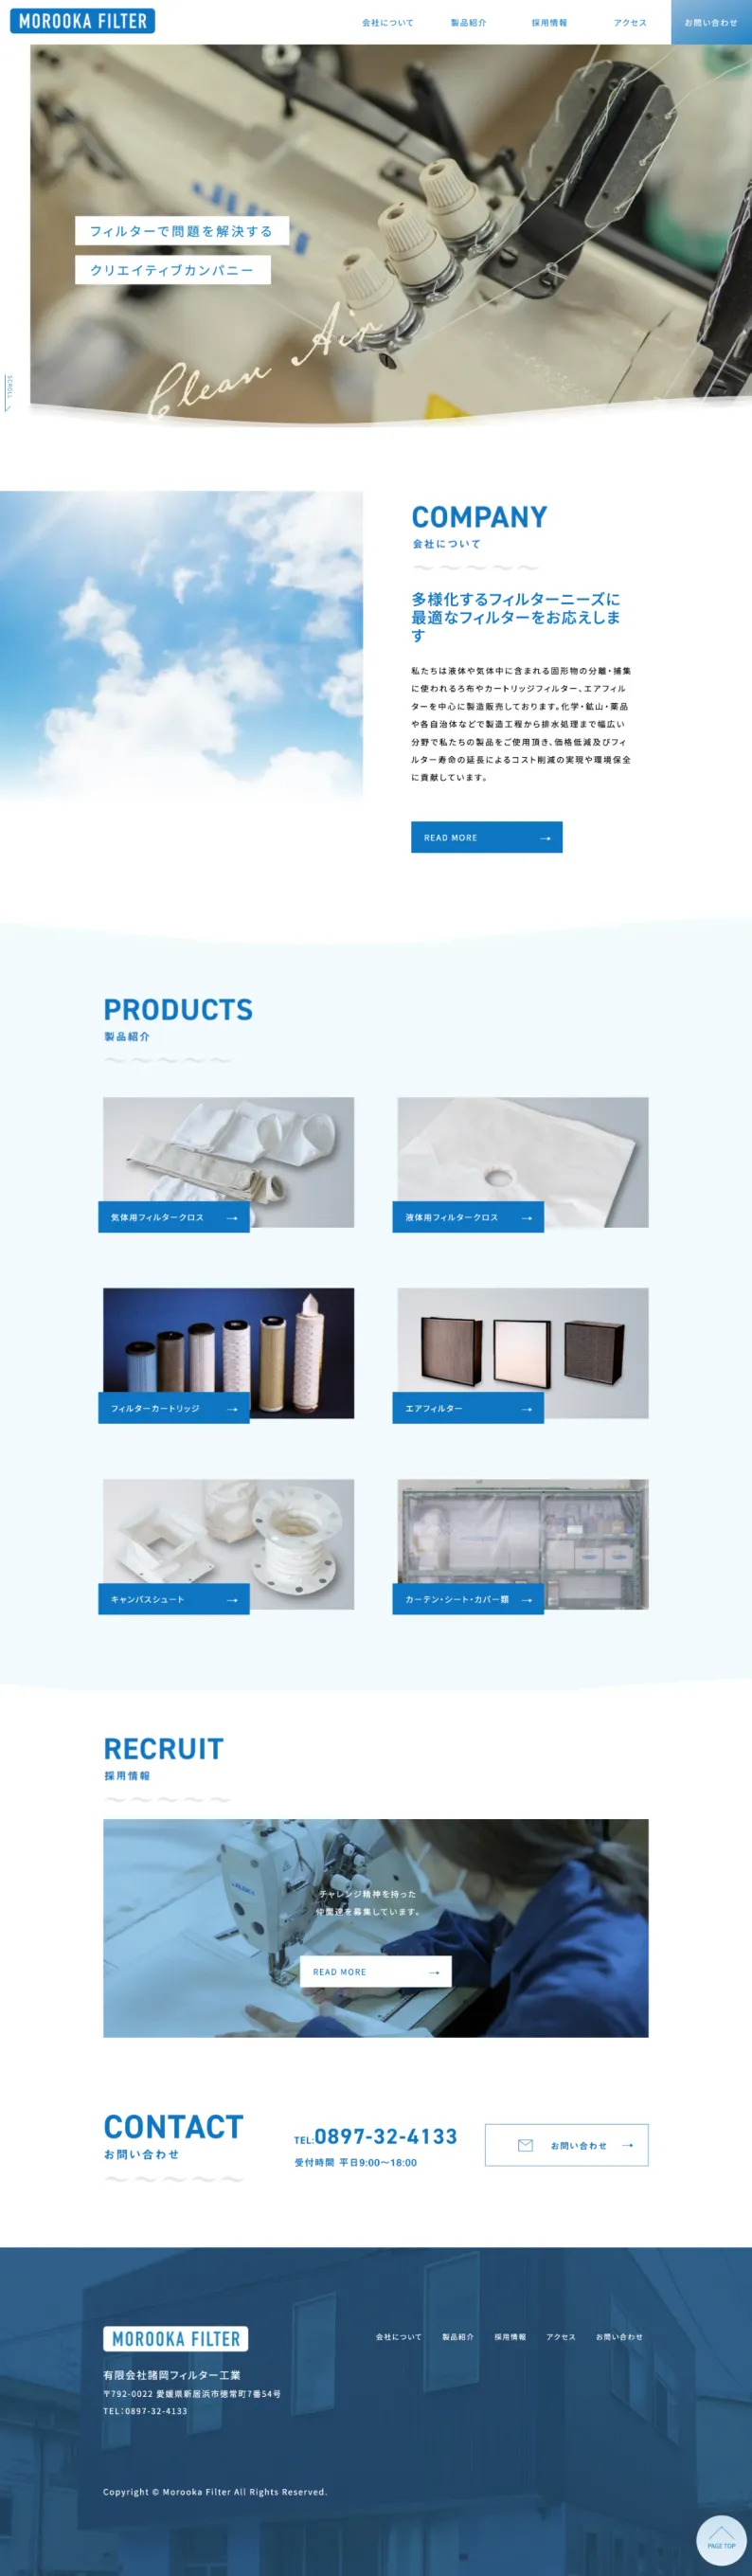 MOROOKA FILTER
会社について
製品紹介
採用情報
アクセス
お問い合わせ
フィルターで問題を解決する
クリエイティブカンパニー
Clean Air
SCROLL
COMPANY
会社について
多様化するフィルターニーズに
最適なフィルターをお応えしま
す
私たちは液体や気体中に含まれる固形物の分離・捕集
に使われるろ布やカートリッジフィルター、エアフィル
ターを中心に製造販売しております。化学・鉱山・薬品
や各自治体などで製造工程から排水処理まで幅広い
分野で私たちの製品をご使用頂き、価格低減及びフィ
ルター寿命の延長によるコスト削減の実現や環境保全
に貢献しています。
READ MORE
PRODUCTS
製品紹介
気体用フィルタークロス
液体用フィルタークロス
フィルターカートリッジ
エアフィルター
キャンバスシュート
カーテン・シート・カバー類
RECRUIT
採用情報
チャレンジ精神を持った
仲間達を募集しています。
READ MORE
CONTACT
お問い合わせ
TEL:0897-32-4133
受付時間 平日9:00〜18:00
お問い合わせ
MOROOKA FILTER
会社について
製品紹介
採用情報
アクセス
お問い合わせ
有限会社諸岡フィルター工業
〒792-0022 愛媛県新居浜市徳常町7番54号
TEL:0897-32-4133
Copyright © Morooka Filter All Rights Reserved.
PAGE TOP